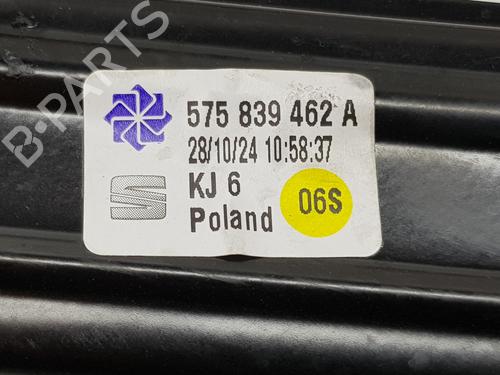 575 839 462 A
28/10/24 10:58:37
KJ 6
06S
Poland
B-PARTS